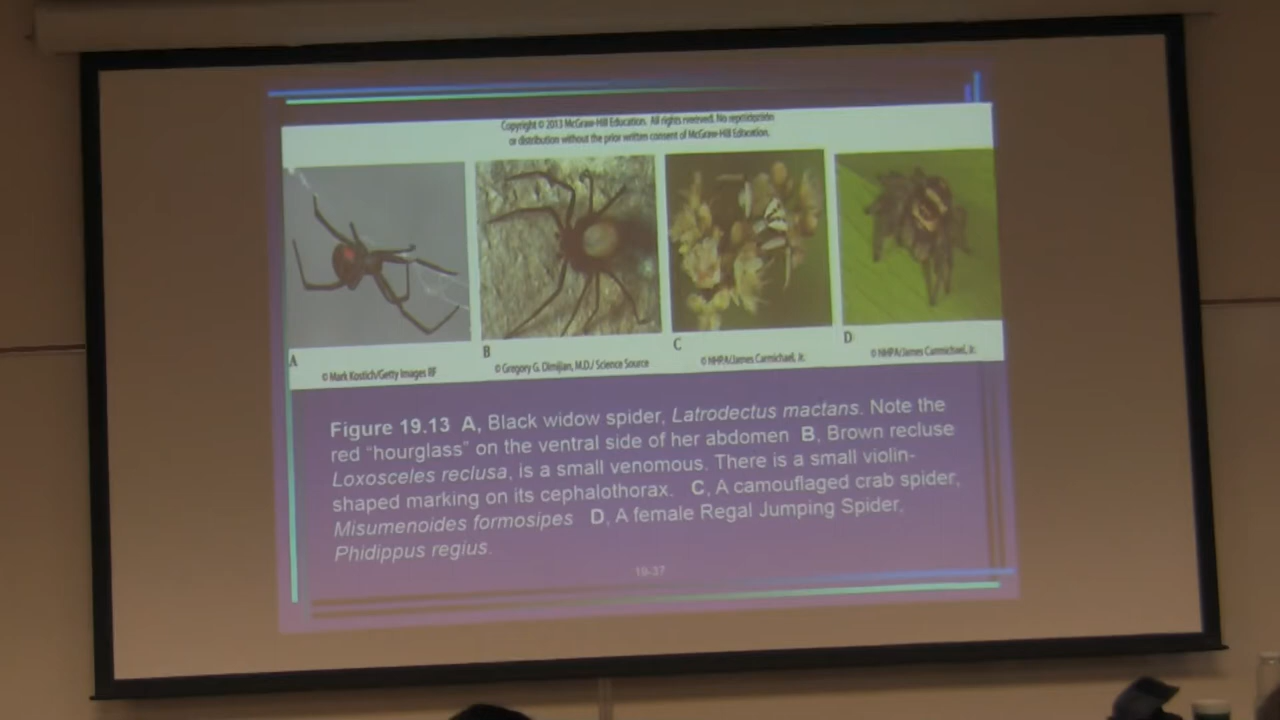 Copyright © 2013 McGraw-Hill Education. All rights reserved. No reproduction
or distribution without the prior written consent of McGraw-Hill Education.
A
B
C
D
© Mark Kostich/Getty Images RF
© Gregory G. Dimijian, M.D./ Science Source
© NHPA/James Carmichael, Jr.
© NHPA/James Carmichael, Jr.
Figure 19.13 A, Black widow spider, Latrodectus mactans. Note the
red “hourglass” on the ventral side of her abdomen B, Brown recluse
Loxosceles reclusa, is a small venomous. There is a small violin-
shaped marking on its cephalothorax. C, A camouflaged crab spider,
Misumenoides formosipes D, A female Regal Jumping Spider,
Phidippus regius.
19-37